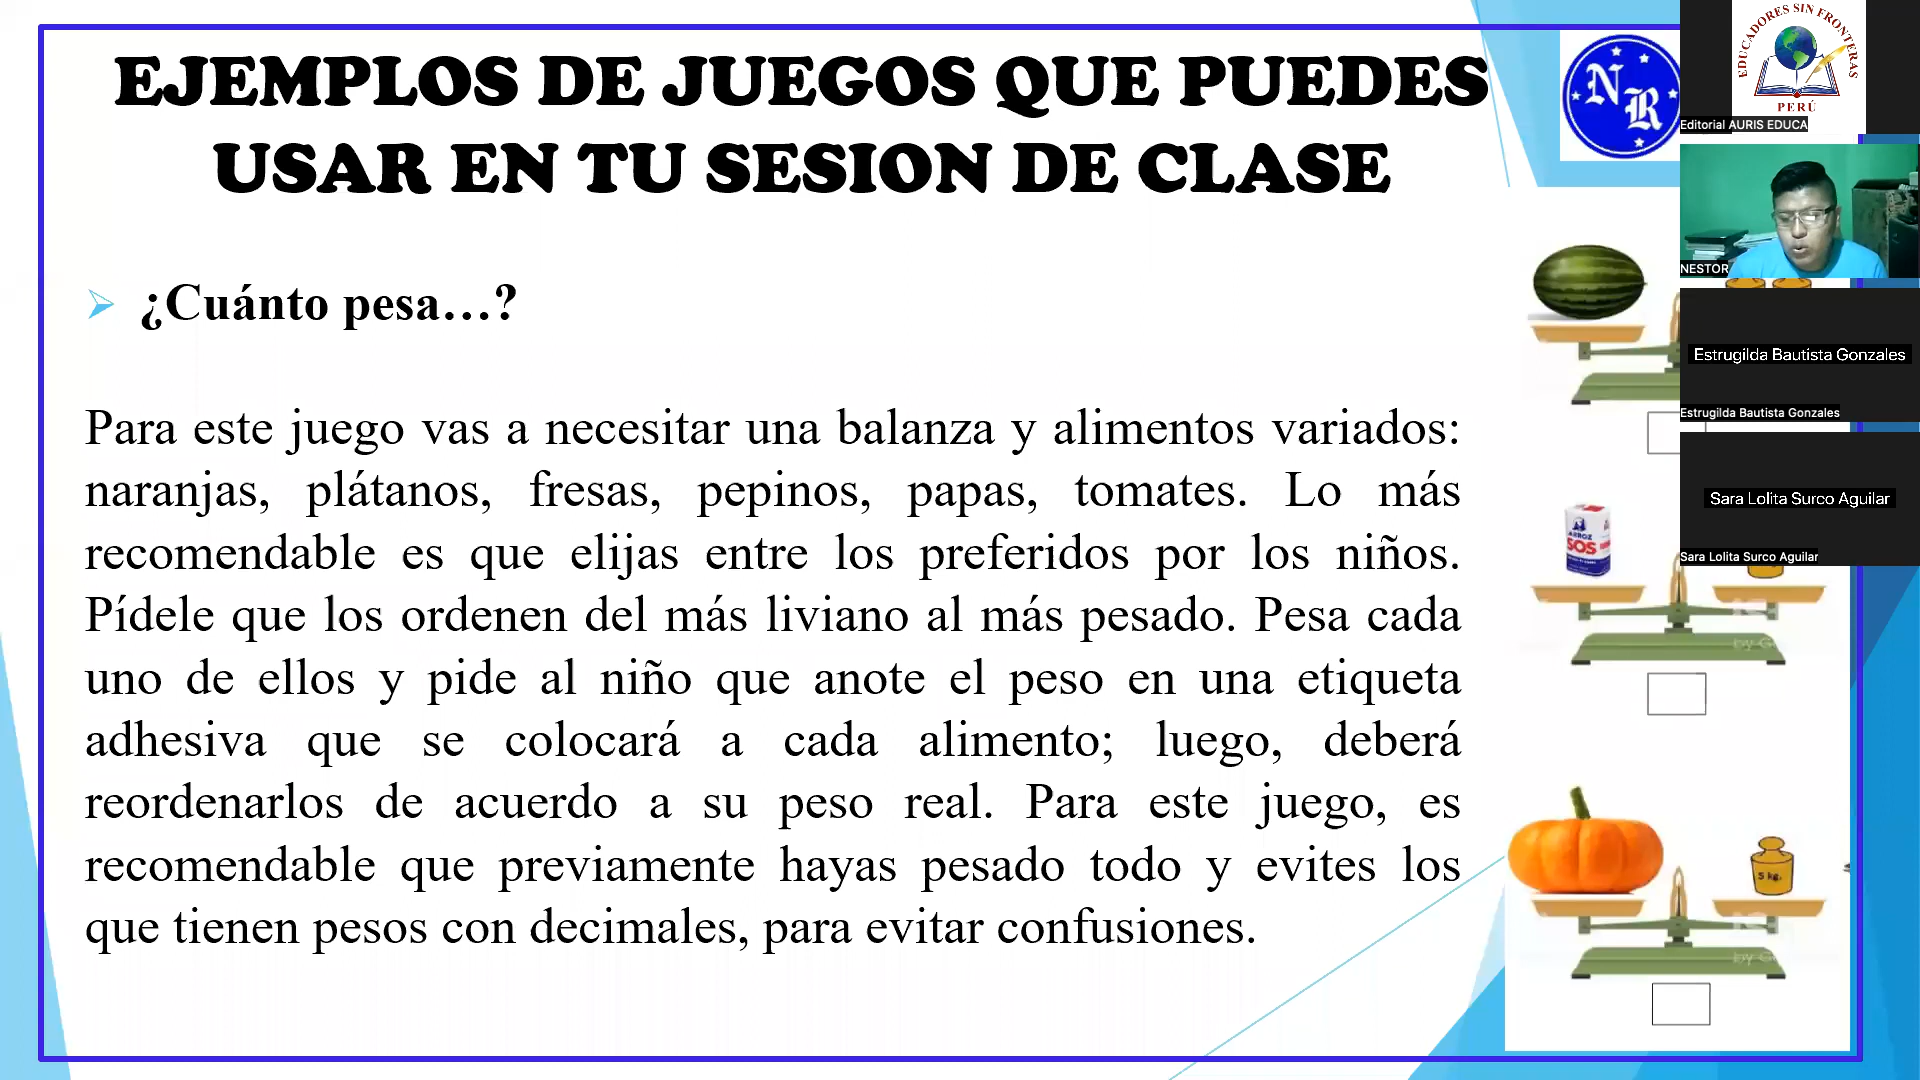 EJEMPLOS DE JUEGOS QUE PUEDES
USAR EN TU SESION DE CLASE
¿Cuánto pesa…?
Para este juego vas a necesitar una balanza y alimentos variados:
naranjas, plátanos, fresas, pepinos, papas, tomates. Lo más
recomendable es que elijas entre los preferidos por los niños.
Pídele que los ordenen del más liviano al más pesado. Pesa cada
uno de ellos y pide al niño que anote el peso en una etiqueta
adhesiva que se colocará a cada alimento; luego, deberá
reordenarlos de acuerdo a su peso real. Para este juego, es
recomendable que previamente hayas pesado todo y evites los
que tienen pesos con decimales, para evitar confusiones.
N R
EDUCADORES SIN FRONTERAS
PERÚ
Editorial AURIS EDUCA
NESTOR
Estrugilda Bautista Gonzales
Estrugilda Bautista Gonzales
Sara Lolita Surco Aguilar
Sara Lolita Surco Aguilar
ARROZ
SOS
by
5 kg.
by